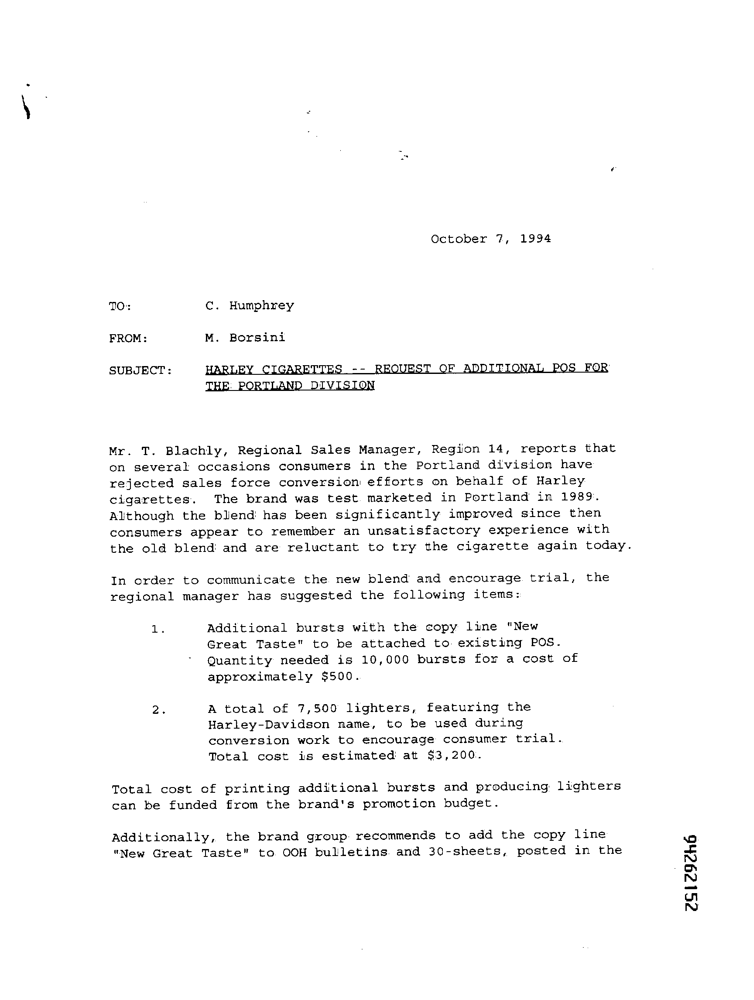 October 7, 1994
TO: C. Humphrey
FROM: M. Borsini
SUBJECT: HARLEY CIGARETTES -- REQUEST OF ADDITIONAL POS FOR
THE PORTLAND DIVISION
Mr. T. Blachly, Regional Sales Manager, Region 14, reports that
on several occasions consumers in the Portland division have
rejected sales force conversion efforts on behalf of Harley
cigarettes. The brand was test marketed in Portland in 1989.
Although the blend has been significantly improved since then
consumers appear to remember an unsatisfactory experience with
the old blend and are reluctant to try the cigarette again today.
In order to communicate the new blend and encourage trial, the
regional manager has suggested the following items:
1. Additional bursts with the copy line "New
Great Taste" to be attached to existing POS.
Quantity needed is 10,000 bursts for a cost of
approximately $500.
2. A total of 7,500 lighters, featuring the
Harley-Davidson name, to be used during
conversion work to encourage consumer trial.
Total cost is estimated at $3,200.
Total cost of printing additional bursts and producing lighters
can be funded from the brand's promotion budget.
Additionally, the brand group recommends to add the copy line
"New Great Taste" to OOH bulletins and 30-sheets, posted in the
94262152